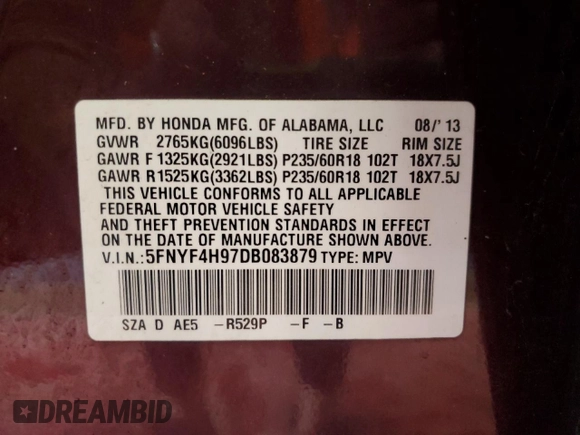 MFD. BY HONDA MFG. OF ALABAMA, LLC 08/' 13
GVWR 2765KG(6096LBS) TIRE SIZE RIM SIZE
GAWR F 1325KG(2921LBS) P235/60R18 102T 18X7.5J
GAWR R1525KG(3362LBS) P235/60R18 102T 18X7.5J
THIS VEHICLE CONFORMS TO ALL APPLICABLE
FEDERAL MOTOR VEHICLE SAFETY
AND THEFT PREVENTION STANDARDS IN EFFECT
ON THE DATE OF MANUFACTURE SHOWN ABOVE.
V.I.N.: 5FNYF4H97DB083879 TYPE: MPV
SZA D AE5 -R529P -F -B
DREAMBID